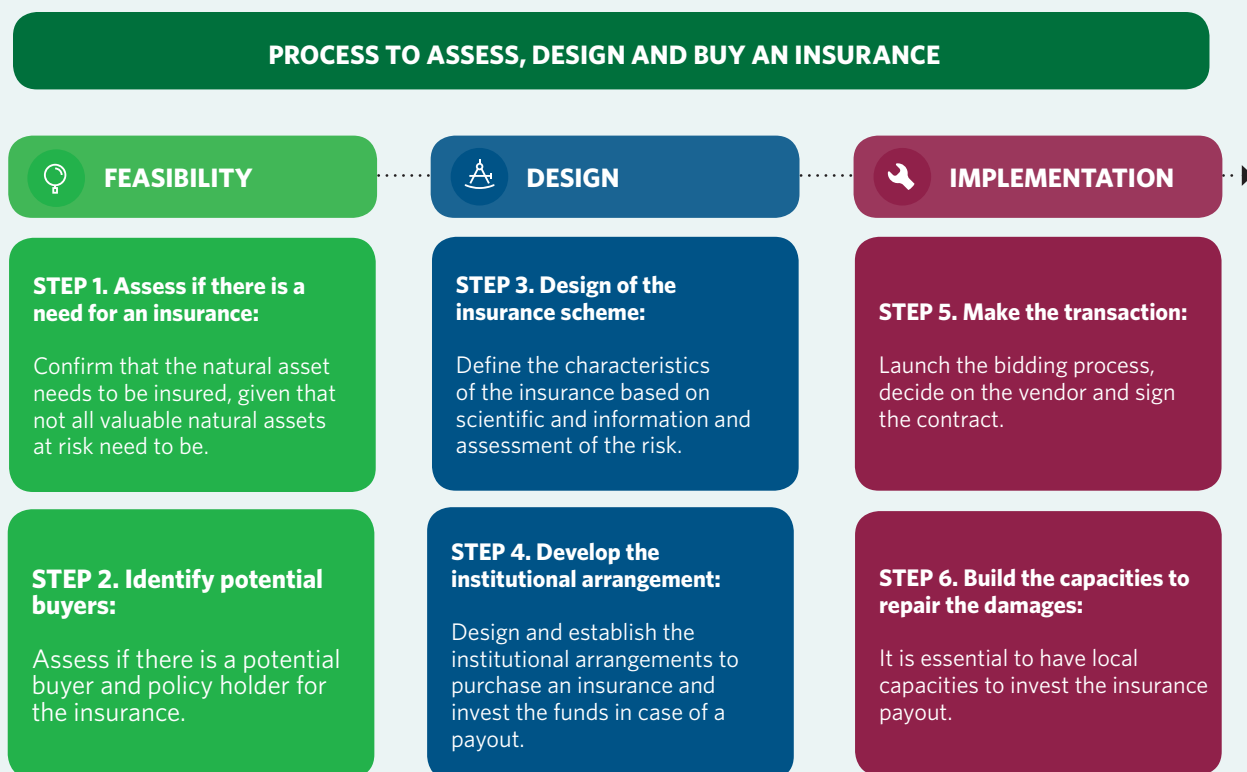 PROCESS TO ASSESS, DESIGN AND BUY AN INSURANCE
FEASIBILITY
DESIGN
IMPLEMENTATION
STEP 1. Assess if there is a
need for an insurance:
Confirm that the natural asset
needs to be insured, given that
not all valuable natural assets
at risk need to be.
STEP 2. Identify potential
buyers:
Assess if there is a potential
buyer and policy holder for
the insurance.
STEP 3. Design of the
insurance scheme:
Define the characteristics
of the insurance based on
scientific and information and
assessment of the risk.
STEP 4. Develop the
institutional arrangement:
Design and establish the
institutional arrangements to
purchase an insurance and
invest the funds in case of a
payout.
STEP 5. Make the transaction:
Launch the bidding process,
decide on the vendor and sign
the contract.
STEP 6. Build the capacities to
repair the damages:
It is essential to have local
capacities to invest the insurance
payout.